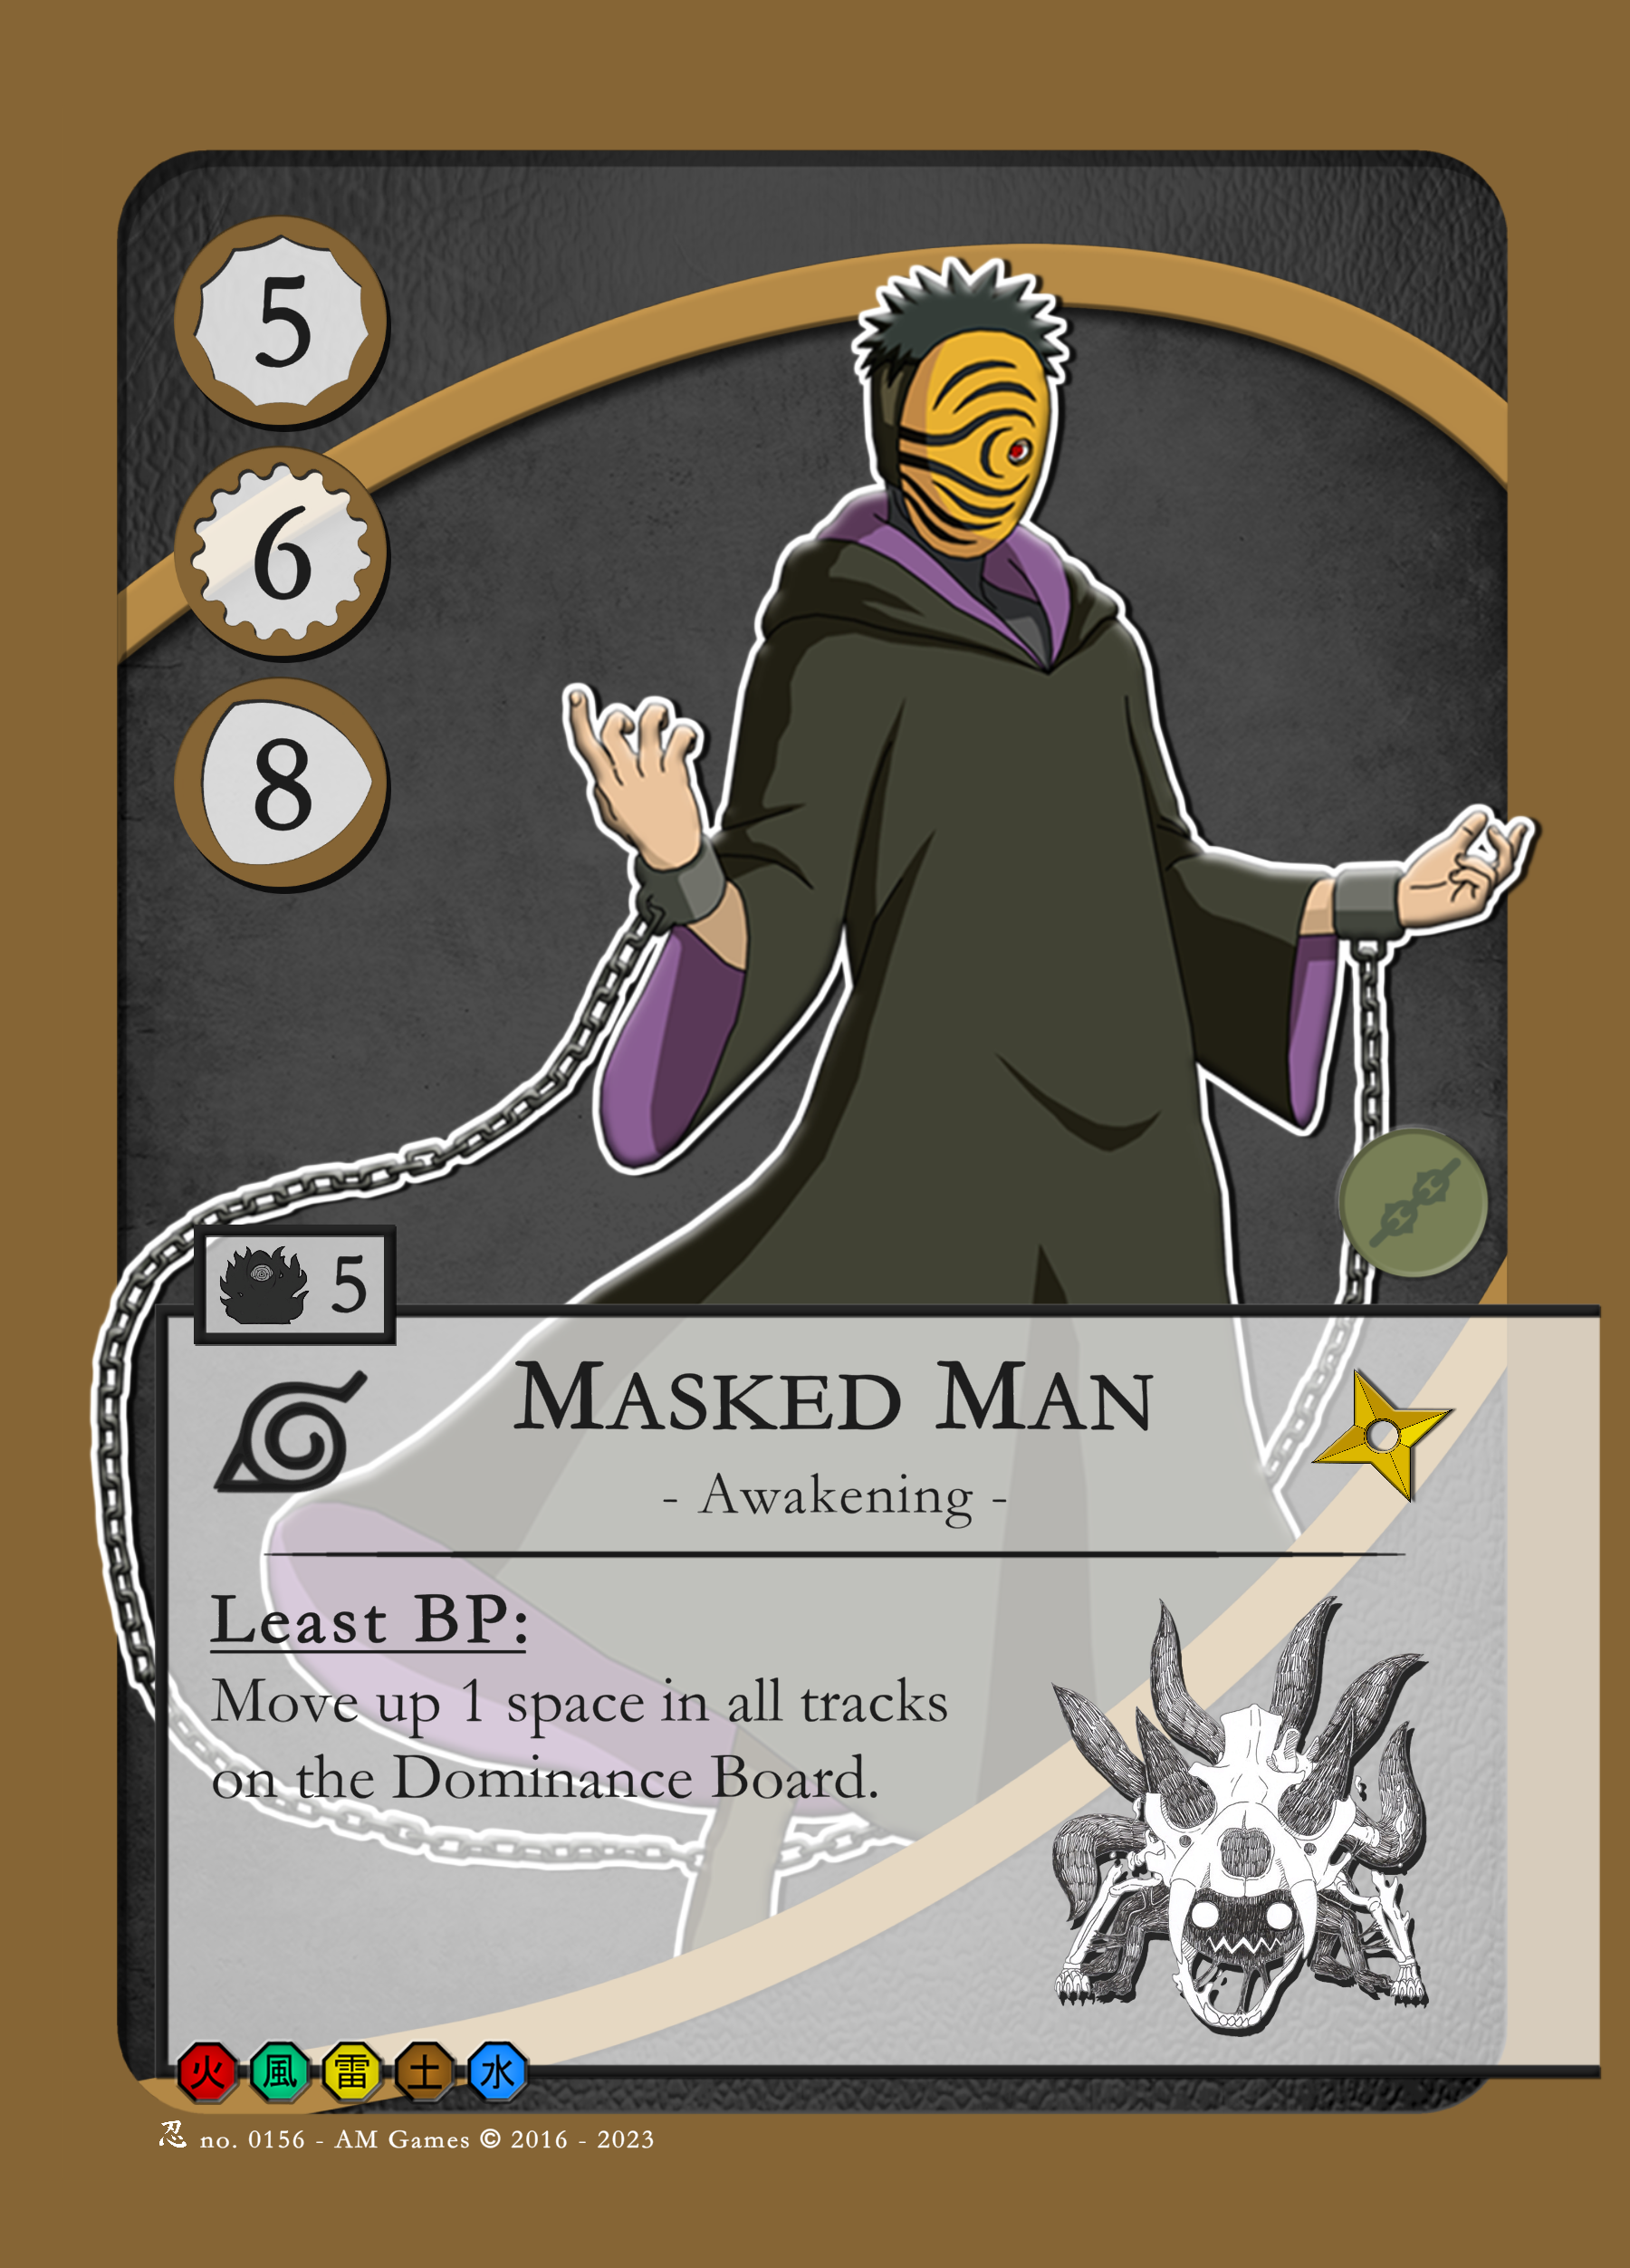 5
6
8
5
Masked Man
- Awakening -
Least BP:
Move up 1 space in all tracks
on the Dominance Board.
火 風 雷 土 水
忍 no. 0156 - AM Games © 2016 - 2023